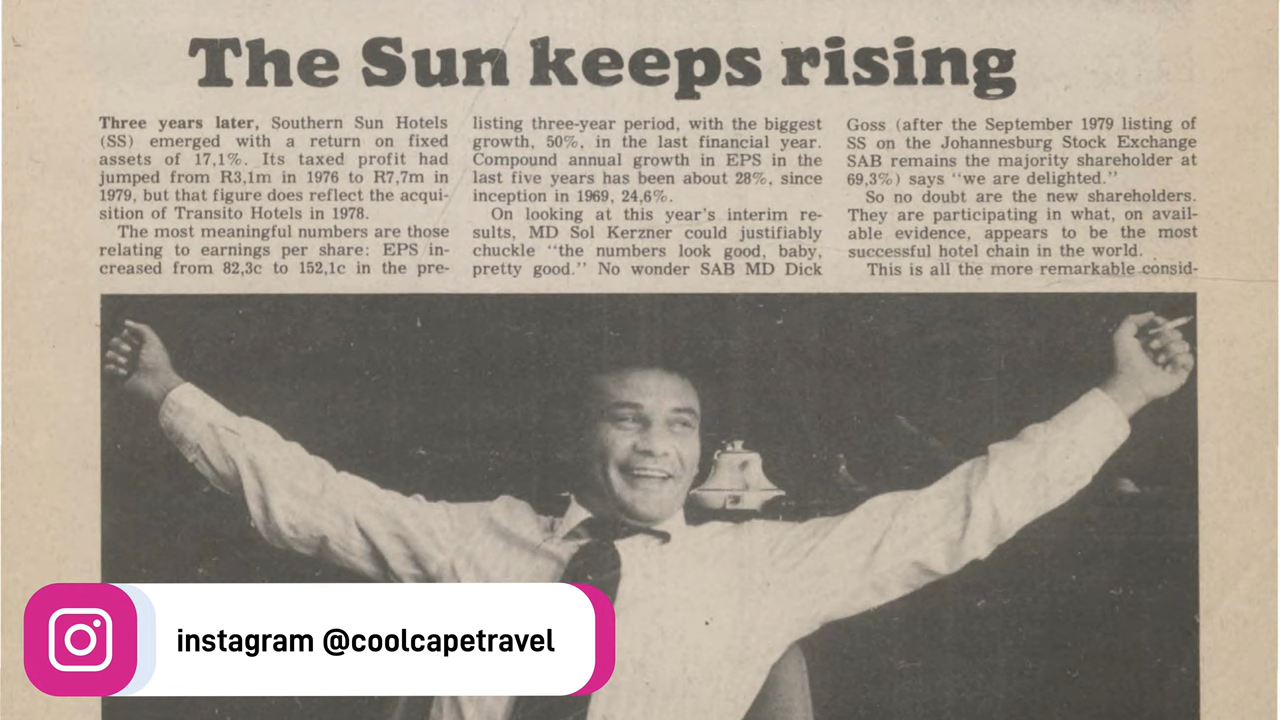 The Sun keeps rising
Three years later, Southern Sun Hotels
(SS) emerged with a return on fixed
assets of 17,1%. Its taxed profit had
jumped from R3,1m in 1976 to R7,7m in
1979, but that figure does reflect the acqui-
sition of Transito Hotels in 1978.
The most meaningful numbers are those
relating to earnings per share: EPS in-
creased from 82,3c to 152,1c in the pre-
listing three-year period, with the biggest
growth, 50%, in the last financial year.
Compound annual growth in EPS in the
last five years has been about 28%, since
inception in 1969, 24,6%.
On looking at this year's interim re-
sults, MD Sol Kerzner could justifiably
chuckle "the numbers look good, baby,
pretty good." No wonder SAB MD Dick
Goss (after the September 1979 listing of
SS on the Johannesburg Stock Exchange
SAB remains the majority shareholder at
69,3%) says "we are delighted."
So no doubt are the new shareholders.
They are participating in what, on avail-
able evidence, appears to be the most
successful hotel chain in the world.
This is all the more remarkable consid-
instagram @coolcapetravel